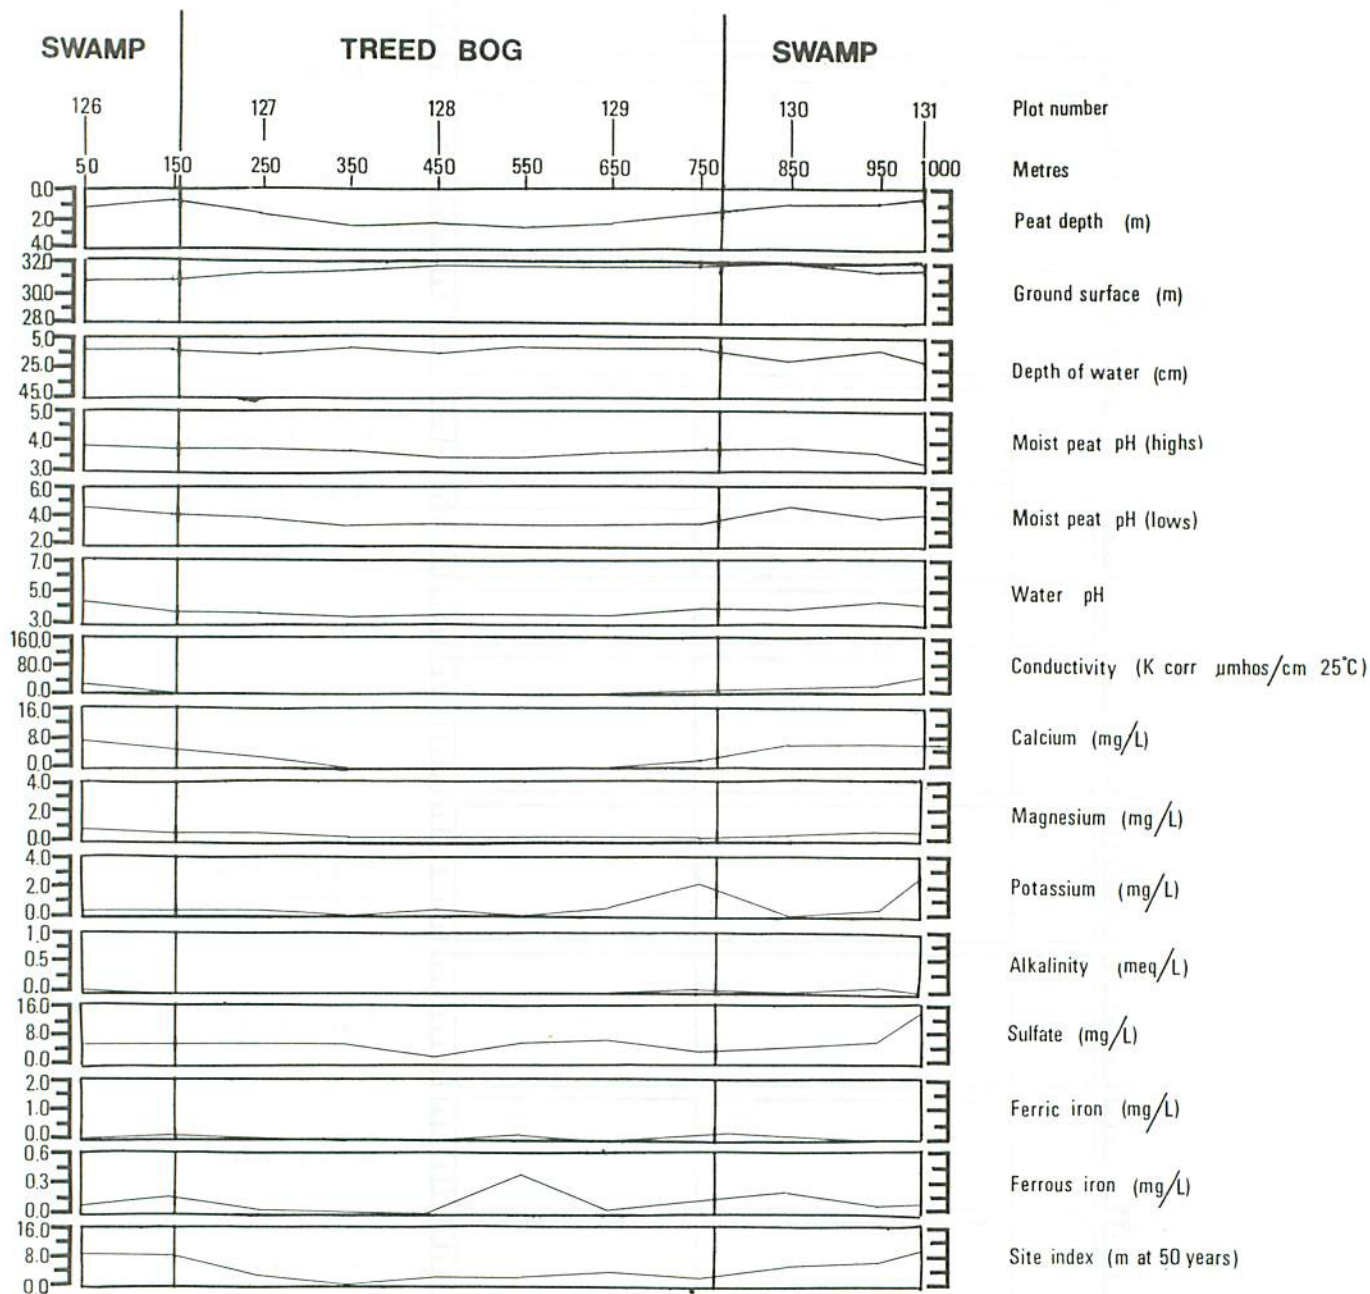 SWAMP TREED BOG SWAMP
126 127 128 129 130 131 Plot number
50 150 250 350 450 550 650 750 850 950 1000 Metres
0.0
2.0 Peat depth (m)
4.0
32.0
30.0 Ground surface (m)
28.0
5.0
25.0 Depth of water (cm)
45.0
5.0
4.0 Moist peat pH (highs)
3.0
6.0
4.0 Moist peat pH (lows)
2.0
7.0
5.0 Water pH
3.0
160.0
80.0 Conductivity (K corr µmhos/cm 25°C)
0.0
16.0
8.0 Calcium (mg/L)
0.0
4.0
2.0 Magnesium (mg/L)
0.0
4.0
2.0 Potassium (mg/L)
0.0
1.0
0.5 Alkalinity (meq/L)
0.0
16.0
8.0 Sulfate (mg/L)
0.0
2.0
1.0 Ferric iron (mg/L)
0.0
0.6
0.3 Ferrous iron (mg/L)
0.0
16.0
8.0 Site index (m at 50 years)
0.0